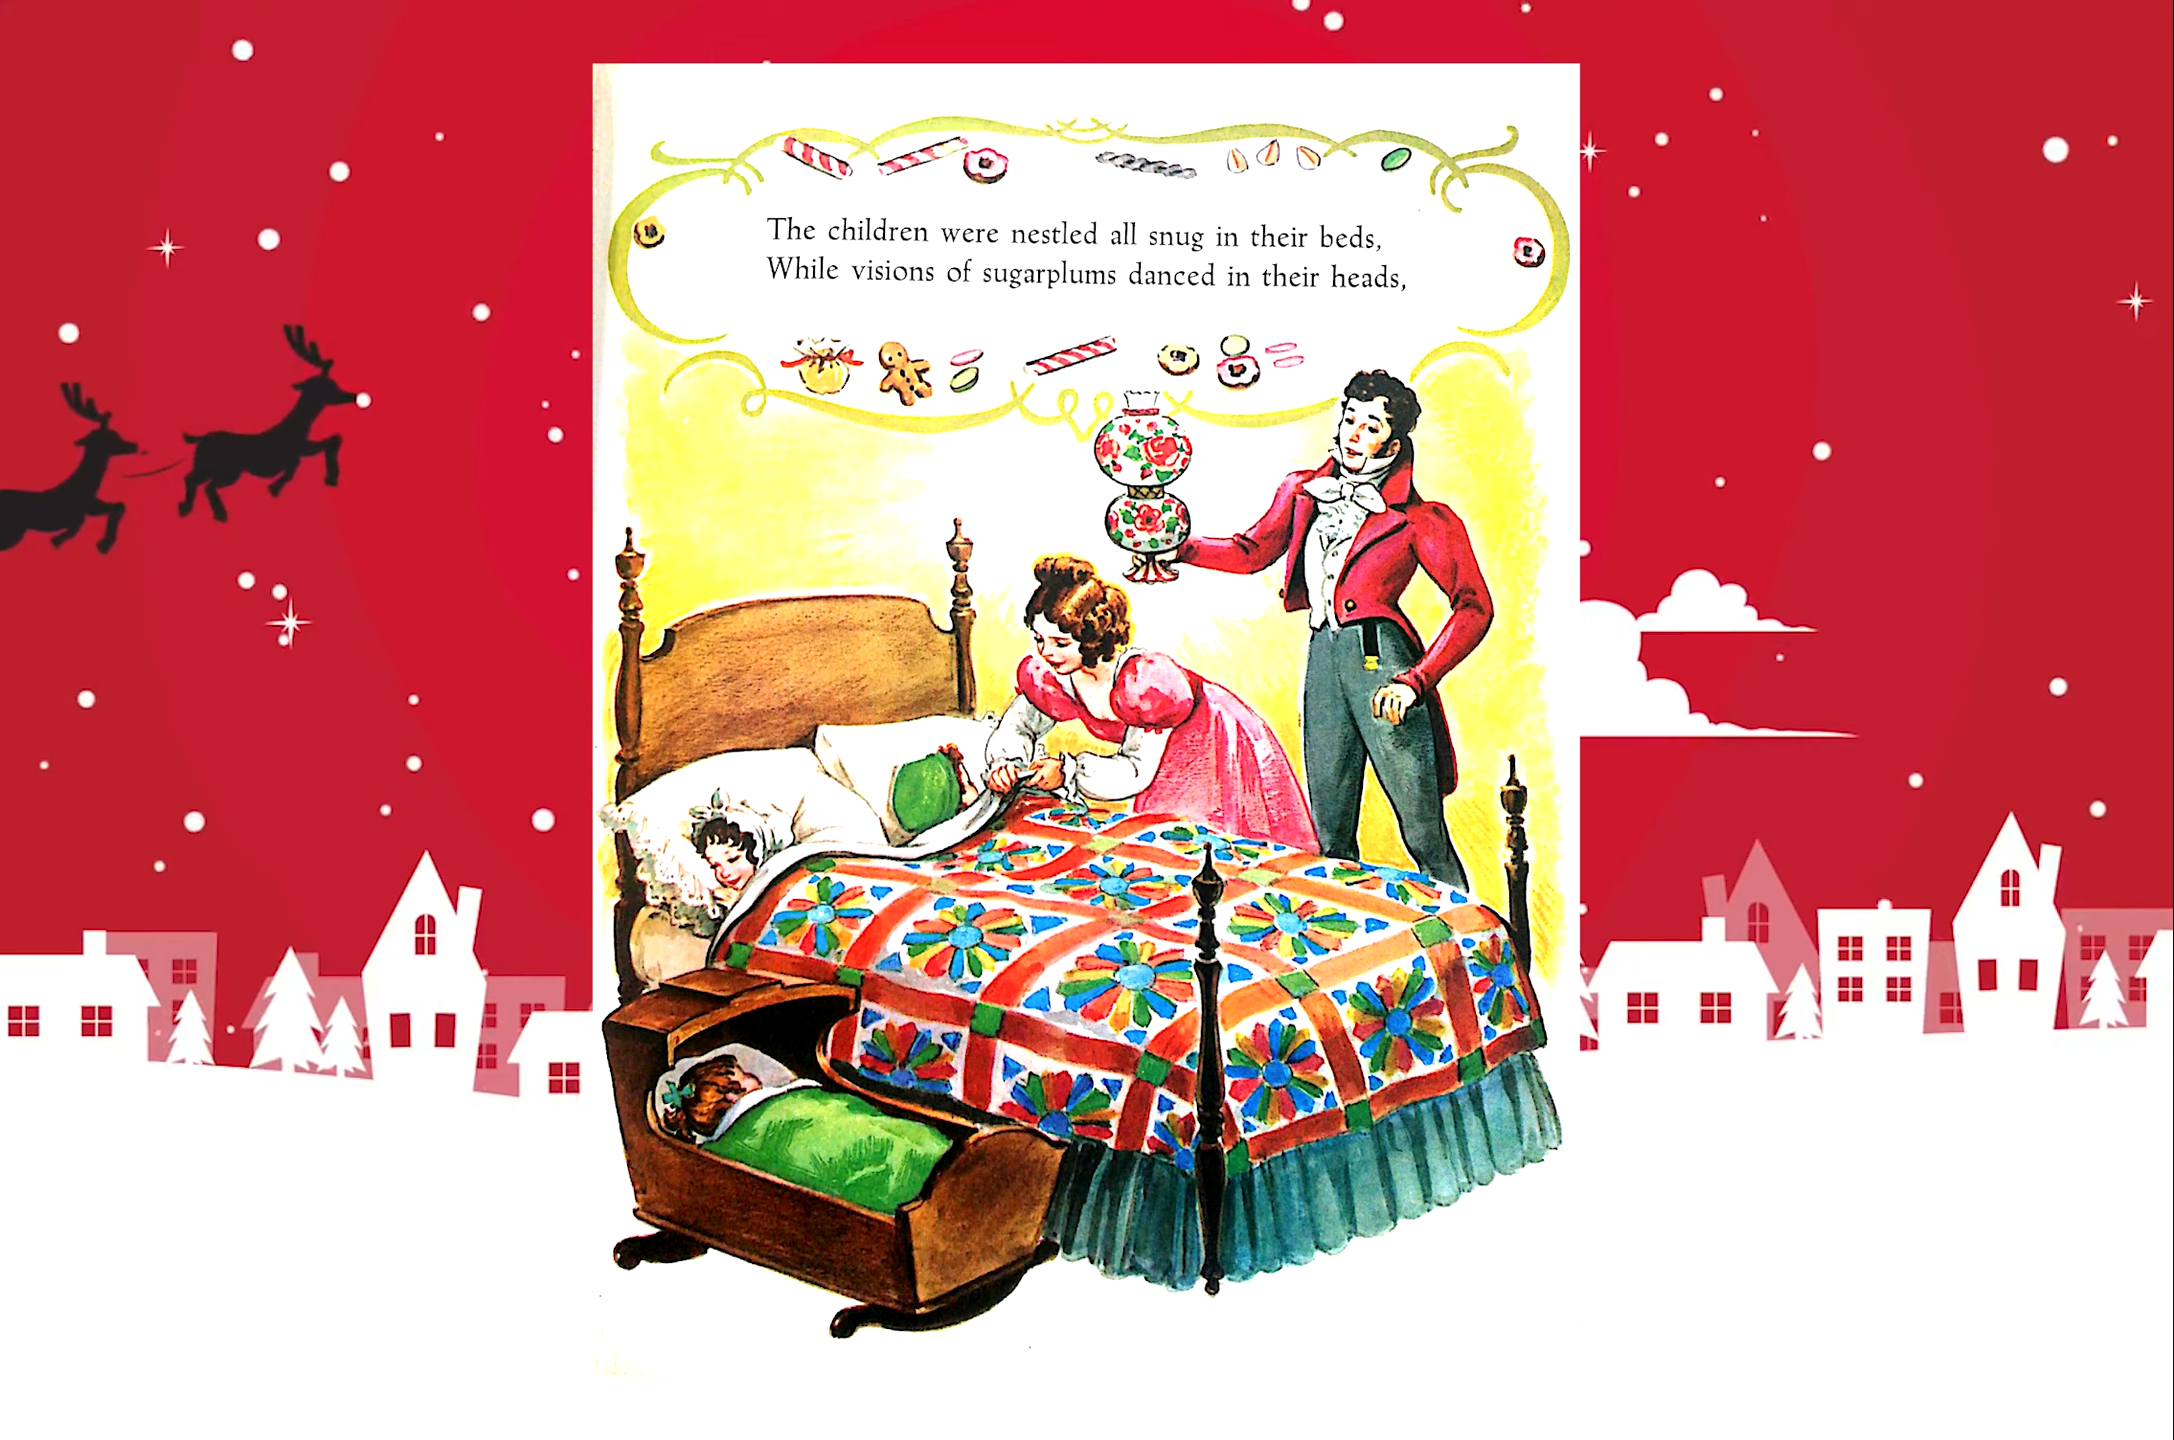 The children were nestled all snug in their beds,
While visions of sugarplums danced in their heads,